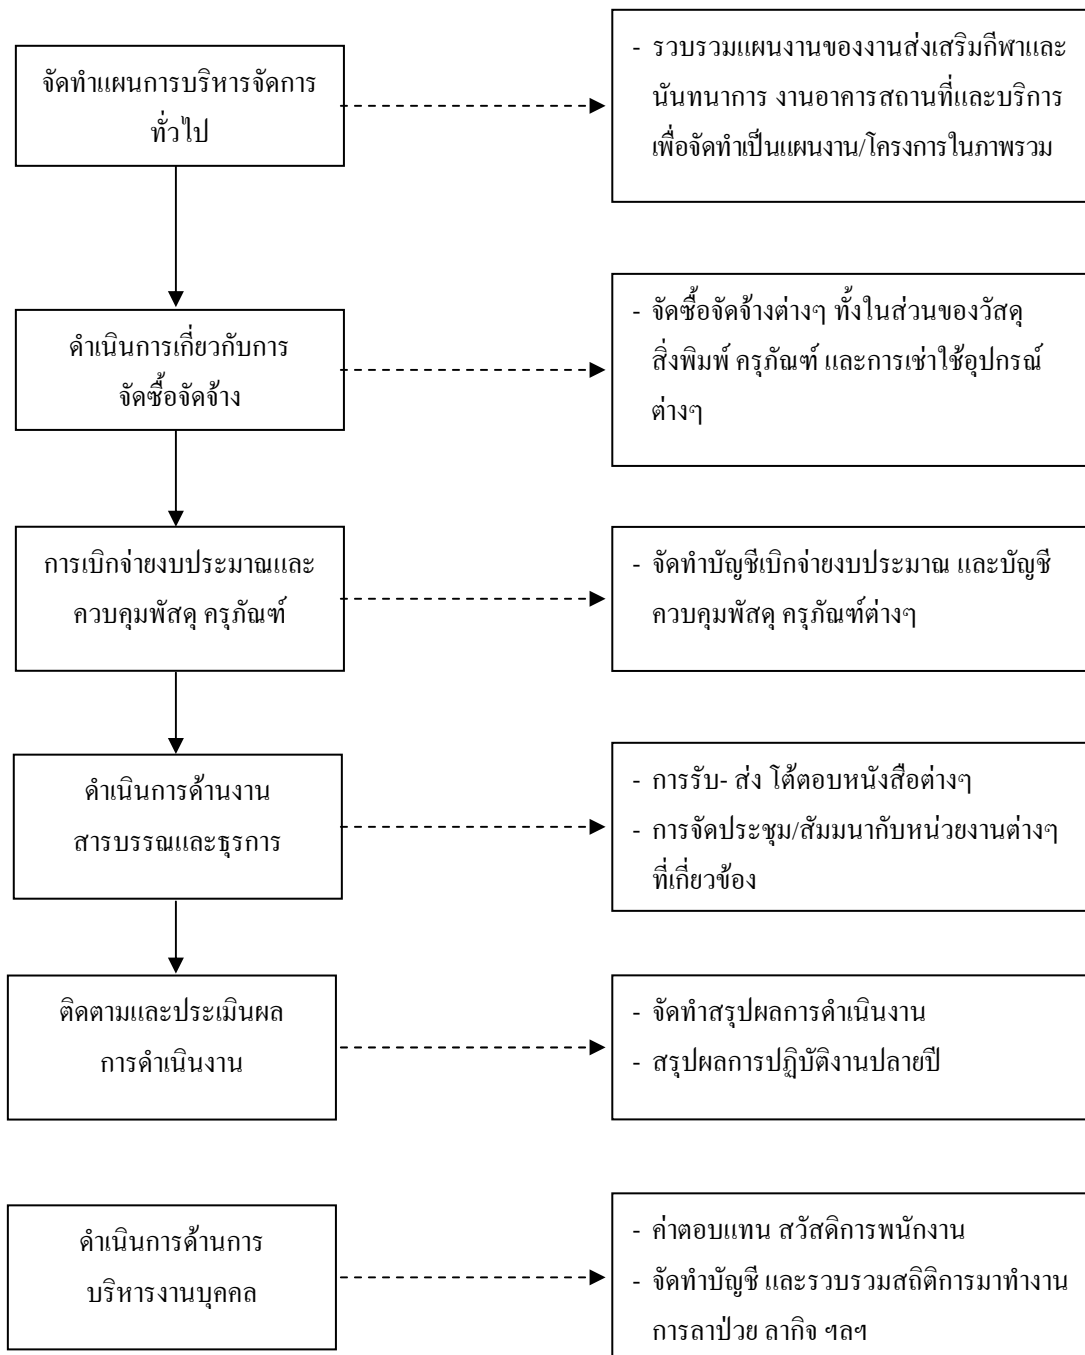 จัดทำแผนการบริหารจัดการ
ทั่วไป
- รวบรวมแผนงานของงานส่งเสริมกีฬาและ
นันทนาการ งานอาคารสถานที่และบริการ
เพื่อจัดทำเป็นแผนงาน/โครงการในภาพรวม
ดำเนินการเกี่ยวกับการ
จัดซื้อจัดจ้าง
- จัดซื้อจัดจ้างต่างๆ ทั้งในส่วนของวัสดุ
สิ่งพิมพ์ ครุภัณฑ์ และการเช่าใช้อุปกรณ์
ต่างๆ
การเบิกจ่ายงบประมาณและ
ควบคุมพัสดุ ครุภัณฑ์
- จัดทำบัญชีเบิกจ่ายงบประมาณ และบัญชี
ควบคุมพัสดุ ครุภัณฑ์ต่างๆ
ดำเนินการด้านงาน
สารบรรณและธุรการ
- การรับ- ส่ง โต้ตอบหนังสือต่างๆ
- การจัดประชุม/สัมมนากับหน่วยงานต่างๆ
ที่เกี่ยวข้อง
ติดตามและประเมินผล
การดำเนินงาน
- จัดทำสรุปผลการดำเนินงาน
- สรุปผลการปฏิบัติงานปลายปี
ดำเนินการด้านการ
บริหารงานบุคคล
- ค่าตอบแทน สวัสดิการพนักงาน
- จัดทำบัญชี และรวบรวมสถิติการมาทำงาน
การลาป่วย ลากิจ ฯลฯ